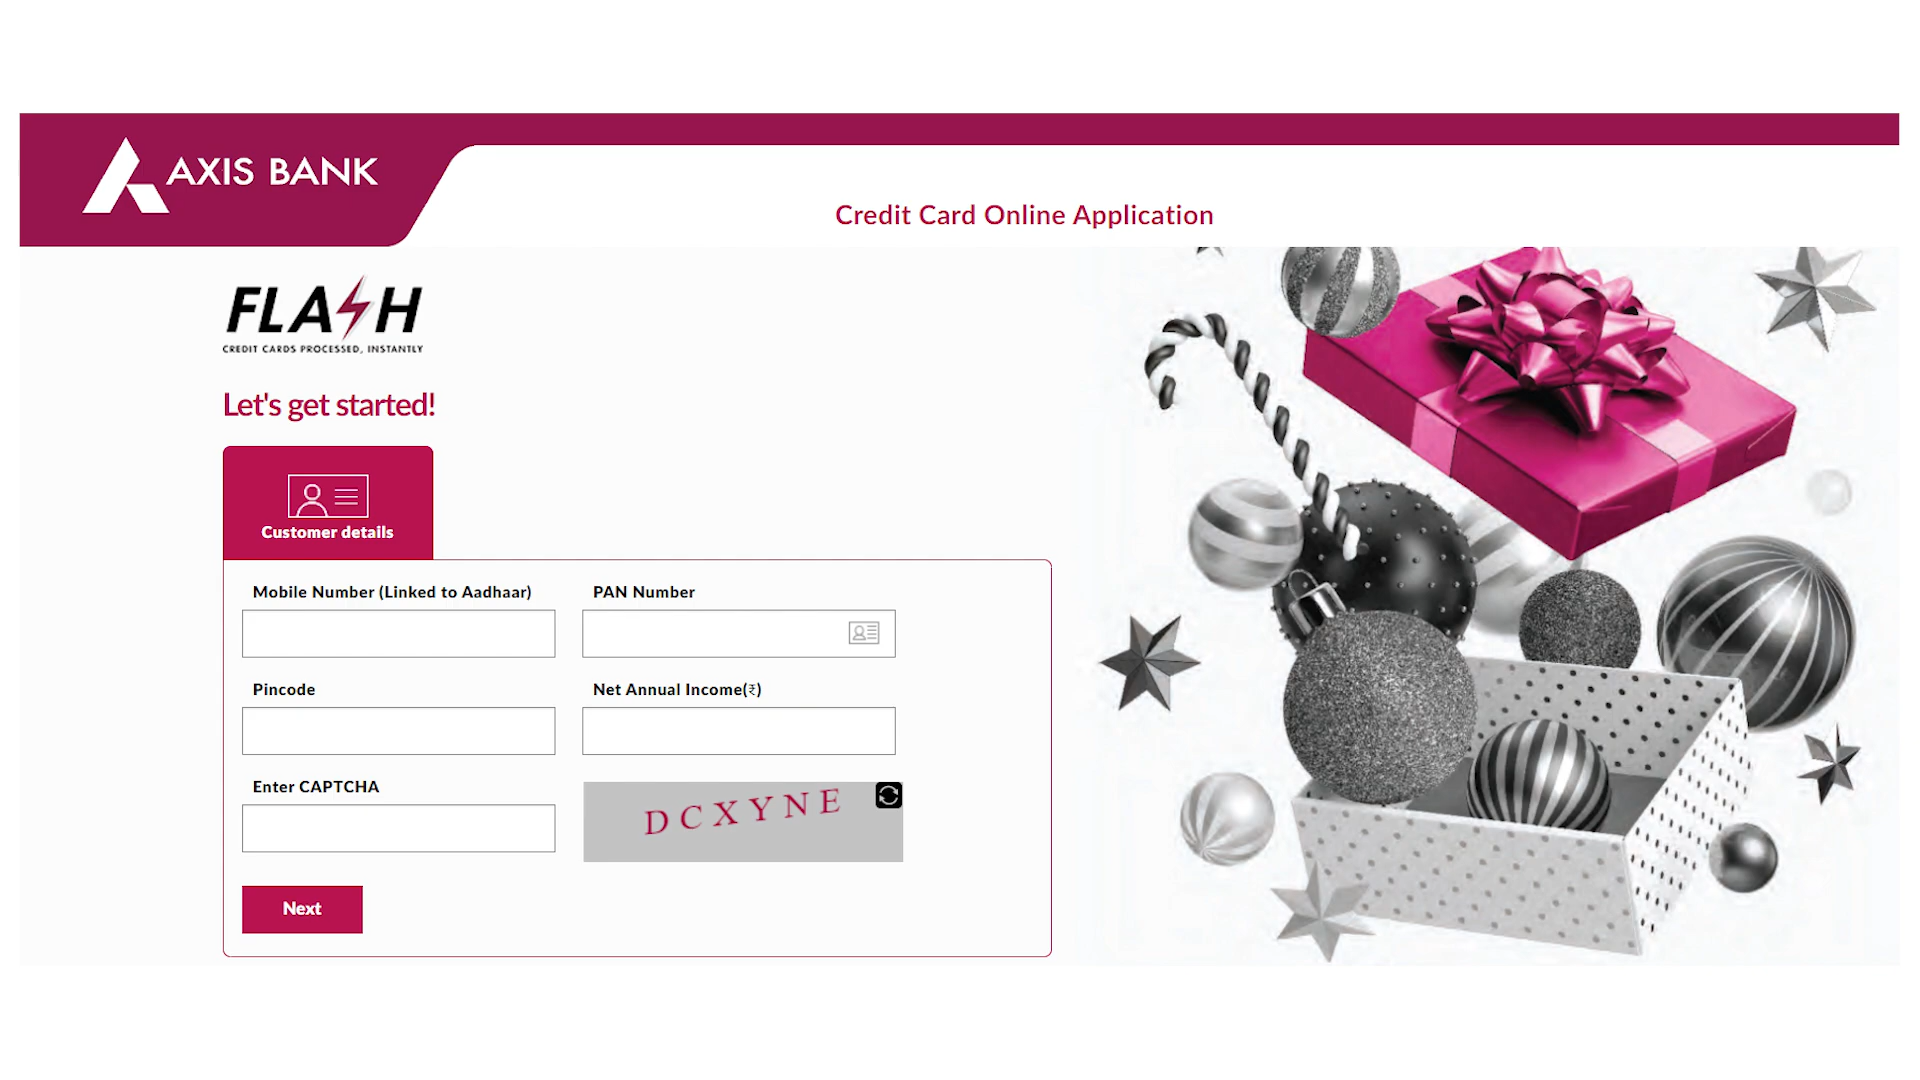 AXIS BANK
Credit Card Online Application
FLASH
CREDIT CARDS PROCESSED, INSTANTLY
Let's get started!
Customer details
Mobile Number (Linked to Aadhaar)
PAN Number
Pincode
Net Annual Income(₹)
Enter CAPTCHA
DCXYNE
Next